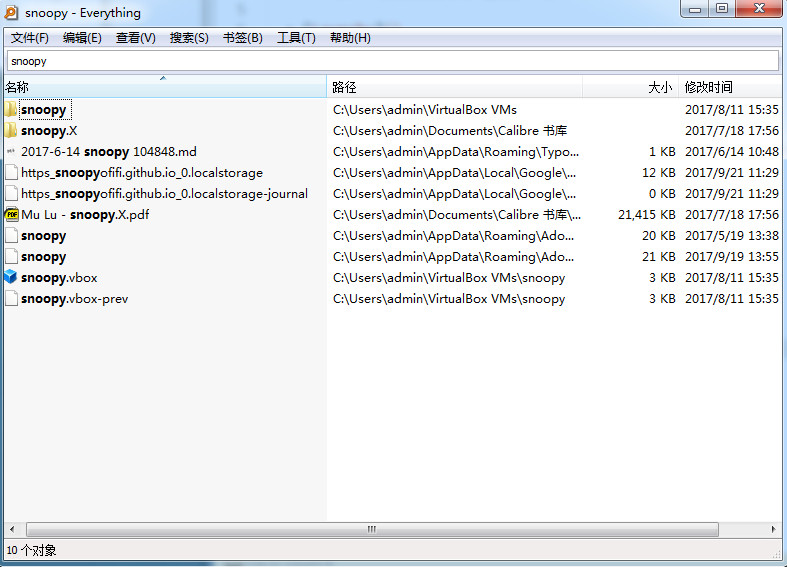 snoopy - Everything
文件(F) 编辑(E) 查看(V) 搜索(S) 书签(B) 工具(T) 帮助(H)
snoopy
名称 路径 大小 修改时间
snoopy C:\Users\admin\VirtualBox VMs 2017/8/11 15:35
snoopy.X C:\Users\admin\Documents\Calibre 书库 2017/7/18 17:56
2017-6-14 snoopy 104848.md C:\Users\admin\AppData\Roaming\Typo... 1 KB 2017/6/14 10:48
https_snoopyofifi.github.io_0.localstorage C:\Users\admin\AppData\Local\Google\... 12 KB 2017/9/21 11:29
https_snoopyofifi.github.io_0.localstorage-journal C:\Users\admin\AppData\Local\Google\... 0 KB 2017/9/21 11:29
PDF Mu Lu - snoopy.X.pdf C:\Users\admin\Documents\Calibre 书库\... 21,415 KB 2017/7/18 17:56
snoopy C:\Users\admin\AppData\Roaming\Ado... 20 KB 2017/5/19 13:38
snoopy C:\Users\admin\AppData\Roaming\Ado... 21 KB 2017/9/19 13:55
snoopy.vbox C:\Users\admin\VirtualBox VMs\snoopy 3 KB 2017/8/11 15:35
snoopy.vbox-prev C:\Users\admin\VirtualBox VMs\snoopy 3 KB 2017/8/11 15:35
10 个对象